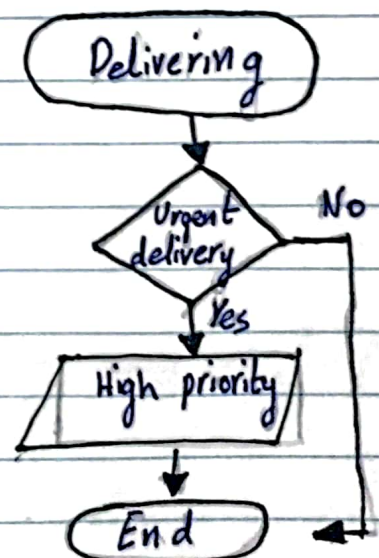 Delivering
Urgent
delivery
No
Yes
High priority
End